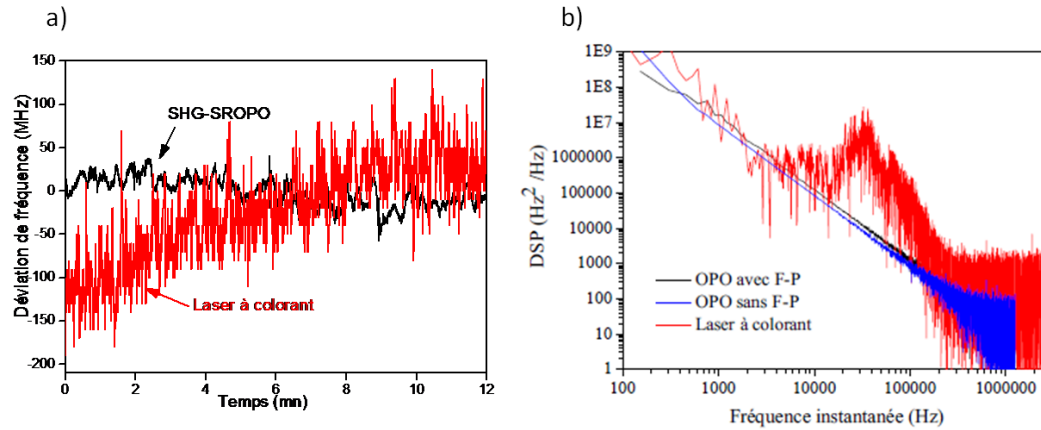 a)
Déviation de fréquence (MHz)
150
100
50
0
-50
-100
-150
-200
SHG-SROPO
Laser à colorant
0
2
4
6
8
10
12
Temps (mn)
b)
DSP (Hz² /Hz)
1E9
1E8
1E7
1000000
100000
10000
1000
100
10
1
OPO avec F-P
OPO sans F-P
Laser à colorant
100
1000
10000
100000
1000000
Fréquence instantanée (Hz)